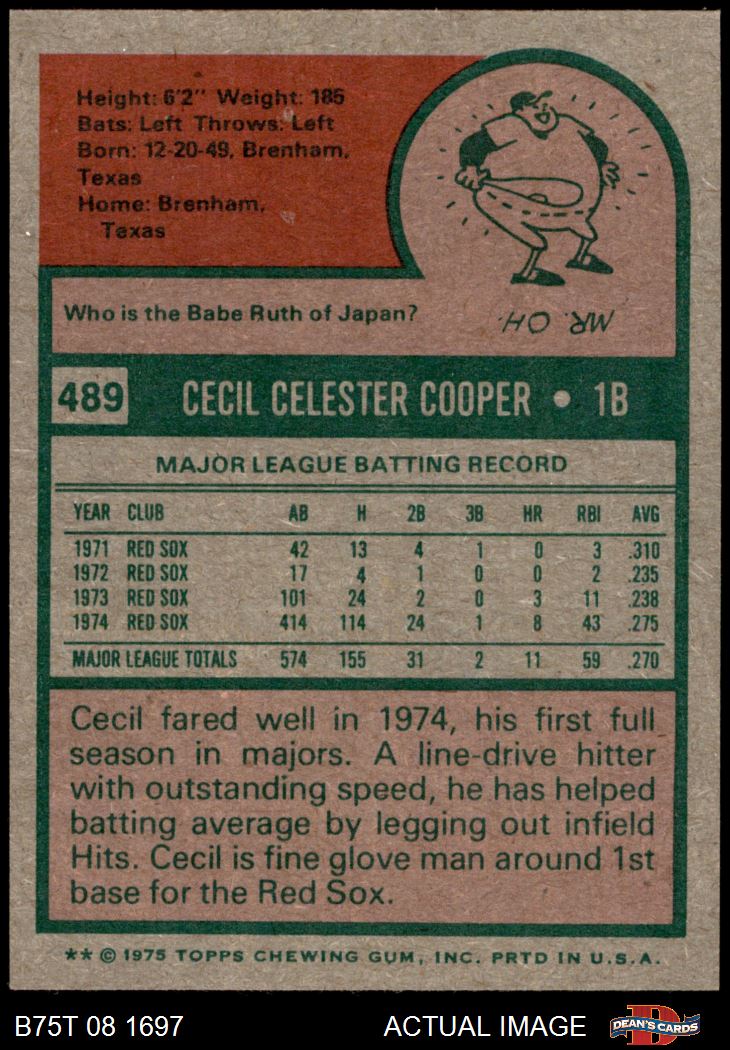 Height: 6'2" Weight: 185
Bats: Left Throws: Left
Born: 12-20-49, Brenham,
Texas
Home: Brenham,
Texas
Who is the Babe Ruth of Japan?
MR. OH.
489 CECIL CELESTER COOPER • 1B
MAJOR LEAGUE BATTING RECORD
YEAR CLUB AB H 2B 3B HR RBI AVG
1971 RED SOX 42 13 4 1 0 3 .310
1972 RED SOX 17 4 1 0 0 2 .235
1973 RED SOX 101 24 2 0 3 11 .238
1974 RED SOX 414 114 24 1 8 43 .275
MAJOR LEAGUE TOTALS 574 155 31 2 11 59 .270
Cecil fared well in 1974, his first full
season in majors. A line-drive hitter
with outstanding speed, he has helped
batting average by legging out infield
Hits. Cecil is fine glove man around 1st
base for the Red Sox.
** © 1975 TOPPS CHEWING GUM, INC. PRTD IN U.S.A.
B75T 08 1697 ACTUAL IMAGE DEAN'S CARDS